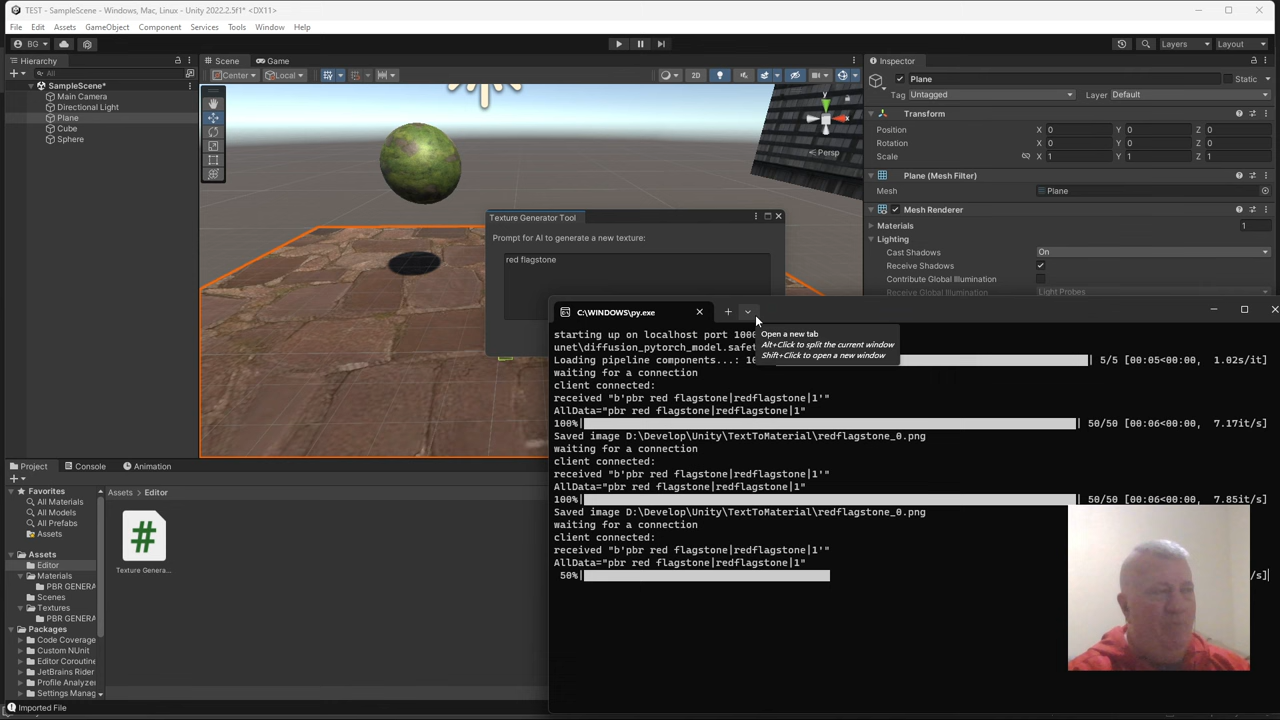 TEST - SampleScene - Windows, Mac, Linux - Unity 2022.2.5f1* <DX11>
File Edit Assets GameObject Component Services Tools Window Help
BG Layers Layout
Hierarchy
All
SampleScene*
Main Camera
Directional Light
Plane
Cube
Sphere
Scene Game
Center Local 2D
y
x
Persp
Texture Generator Tool
Prompt for AI to generate a new texture:
red flagstone
Inspector
Plane Static
Tag Untagged Layer Default
Transform
Position X 0 Y 0 Z 0
Rotation X 0 Y 0 Z 0
Scale X 1 Y 1 Z 1
Plane (Mesh Filter)
Mesh Plane
Mesh Renderer
Materials 1
Lighting
Cast Shadows On
Receive Shadows
Contribute Global Illumination
Receive Global Illumination Light Probes
C:\WINDOWS\py.exe
Open a new tab
Alt+Click to split the current window
Shift+Click to open a new window
starting up on localhost port 1000
unet\diffusion_pytorch_model.safet
Loading pipeline components...: 10 | 5/5 [00:05<00:00, 1.02s/it]
waiting for a connection
client connected:
received "b'pbr red flagstone|redflagstone|1'"
AllData="pbr red flagstone|redflagstone|1"
100%| | 50/50 [00:06<00:00, 7.17it/s]
Saved image D:\Develop\Unity\TextToMaterial\redflagstone_0.png
waiting for a connection
client connected:
received "b'pbr red flagstone|redflagstone|1'"
AllData="pbr red flagstone|redflagstone|1"
100%| | 50/50 [00:06<00:00, 7.85it/s]
Saved image D:\Develop\Unity\TextToMaterial\redflagstone_0.png
waiting for a connection
client connected:
received "b'pbr red flagstone|redflagstone|1'"
AllData="pbr red flagstone|redflagstone|1"
50%| /s]
Project Console Animation
Favorites
All Materials
All Models
All Prefabs
Assets
Assets
Editor
Materials
PBR GENERA
Scenes
Textures
PBR GENERA
Packages
Code Coverage
Custom NUnit
Editor Coroutine
JetBrains Rider
Profile Analyzer
Settings Manag
Assets > Editor
#
Texture Genera...
Imported File